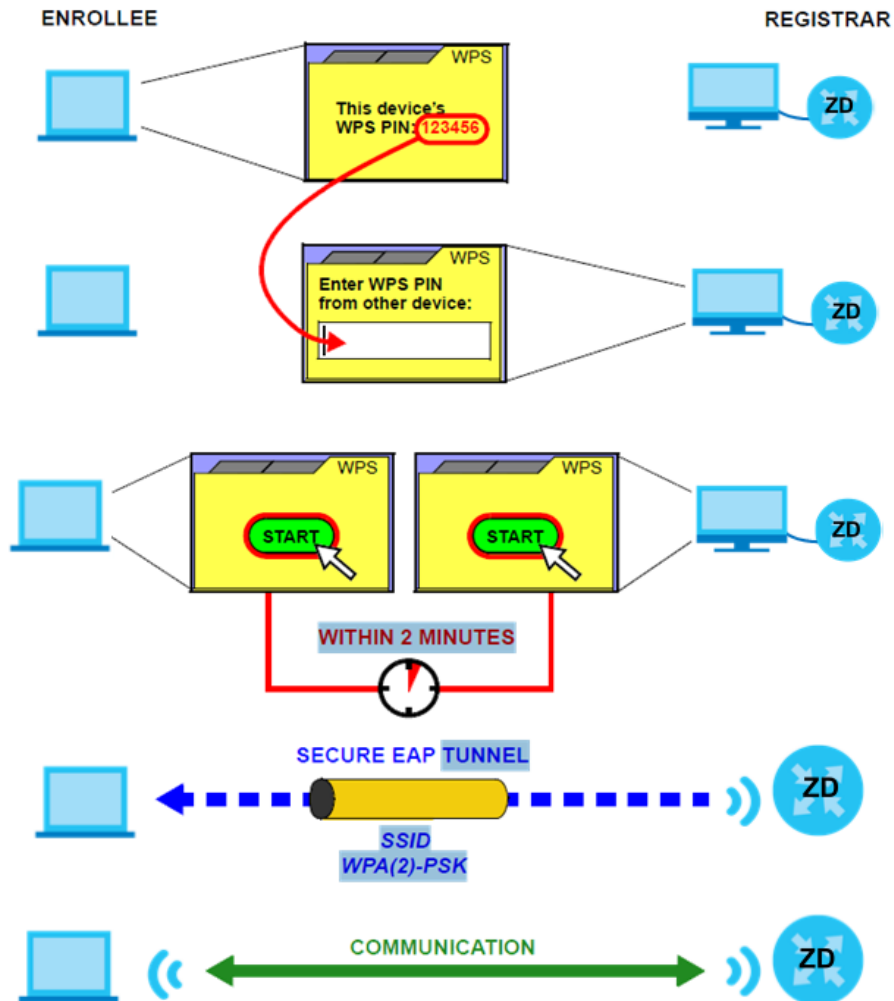 ENROLLEE
REGISTRAR
WPS
This device's
WPS PIN: 123456
ZD
WPS
Enter WPS PIN
from other device:
ZD
WPS
WPS
START
START
ZD
WITHIN 2 MINUTES
SECURE EAP TUNNEL
ZD
SSID
WPA(2)-PSK
COMMUNICATION
ZD